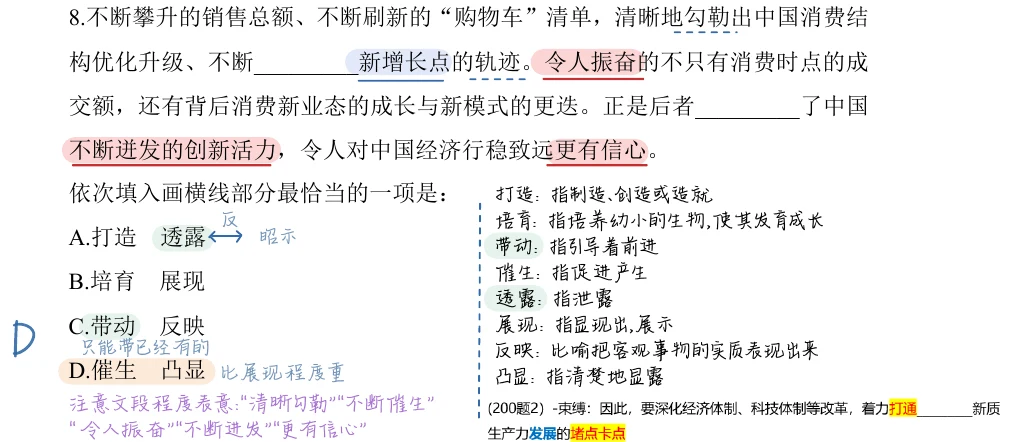 8.不断攀升的销售总额、不断刷新的“购物车”清单，清晰地勾勒出中国消费结
构优化升级、不断_________新增长点的轨迹。令人振奋的不只有消费时点的成
交额，还有背后消费新业态的成长与新模式的更迭。正是后者_________了中国
不断迸发的创新活力，令人对中国经济行稳致远更有信心。
依次填入画横线部分最恰当的一项是：
反
A.打造 透露 昭示
B.培育 展现
C.带动 反映
只能带已经有的
D
D.催生 凸显 比展现程度重
注意文段程度表意:“清晰勾勒”“不断催生”
“令人振奋”“不断迸发”“更有信心”
打造：指制造、创造或造就
培育：指培养幼小的生物,使其发育成长
带动：指引导着前进
催生：指促进产生
透露：指泄露
展现：指显现出,展示
反映：比喻把客观事物的实质表现出来
凸显：指清楚地显露
(200题2）-束缚：因此，要深化经济体制、科技体制等改革，着力打通_________新质
生产力发展的堵点卡点